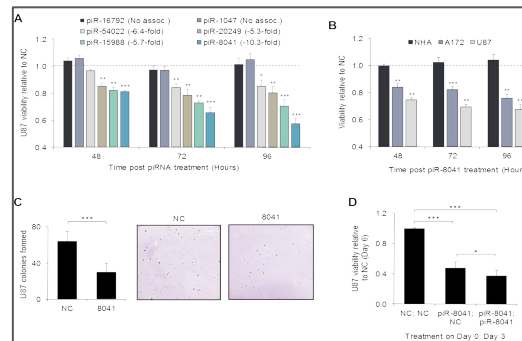 A
piR-16792 (No assoc.)
piR-1047 (No assoc.)
piR-54022 (-6.4-fold)
piR-20249 (-5.3-fold)
piR-15988 (-5.7-fold)
piR-8041 (-10.3-fold)
U87 viability relative to NC
1.2
1.0
0.8
0.6
0.4
** ** *** ***
** ** *** ***
* ** *** ***
48
72
96
Time post piRNA treatment (Hours)
B
NHA
A172
U87
Viability relative to NC
1.2
1.0
0.8
0.6
0.4
** **
*** **
** **
48
72
96
Time post piR-8041 treatment (Hour
C
U87 colonies formed
80
40
0
***
NC
8041
NC
8041
D
U87 viability relative
to NC (Day 6)
1.2
0.8
0.4
0.0
***
***
*
NC; NC
piR-8041;
NC
piR-8041;
piR-8041
Treatment on Day 0; Day 3